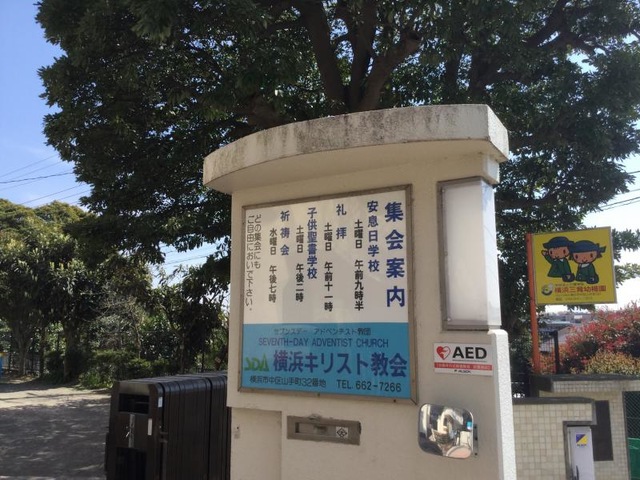 集会案内
安息日学校
土曜日 午前九時半
礼拝
土曜日 午前十一時
子供聖書学校
土曜日 午後二時
祈祷会
水曜日 午後七時
どの集会にも
ご自由においで下さい。
セブンスデー アドベンチスト教団
SEVENTH-DAY ADVENTIST CHURCH
SDA 横浜キリスト教会
横浜市中区山手町32番地 TEL 662-7266
AED
横浜三育幼稚園